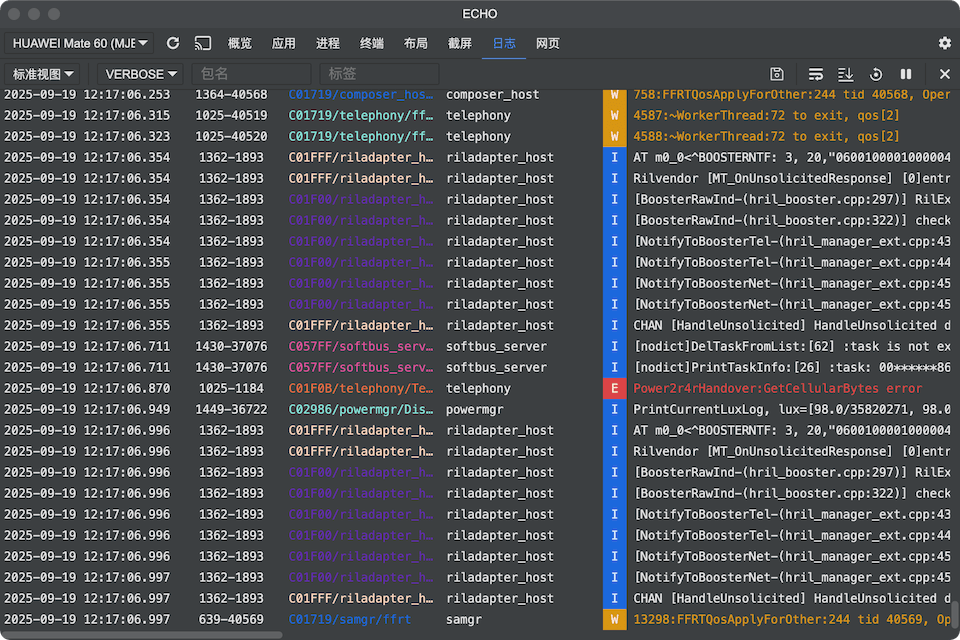 ECHO
HUAWEI Mate 60 (MJE 概览 应用 进程 终端 布局 截屏 日志 网页
标准视图 VERBOSE 包名 标签
2025-09-19 12:17:06.253 1364-40568 C01719/composer_hos… composer_host W 758:FFRTQosApplyForOther:244 tid 40568, Oper
2025-09-19 12:17:06.315 1025-40519 C01719/telephony/ff… telephony W 4587:~WorkerThread:72 to exit, qos[2]
2025-09-19 12:17:06.323 1025-40520 C01719/telephony/ff… telephony W 4588:~WorkerThread:72 to exit, qos[2]
2025-09-19 12:17:06.354 1362-1893 C01FFF/riladapter_h… riladapter_host I AT m0_0<^BOOSTERNTF: 3, 20,"0600100001000004
2025-09-19 12:17:06.354 1362-1893 C01FFF/riladapter_h… riladapter_host I Rilvendor [MT_OnUnsolicitedResponse] [0]entr
2025-09-19 12:17:06.354 1362-1893 C01F00/riladapter_h… riladapter_host I [BoosterRawInd-(hril_booster.cpp:297)] RilEx
2025-09-19 12:17:06.354 1362-1893 C01F00/riladapter_h… riladapter_host I [BoosterRawInd-(hril_booster.cpp:322)] check
2025-09-19 12:17:06.354 1362-1893 C01F00/riladapter_h… riladapter_host I [NotifyToBoosterTel-(hril_manager_ext.cpp:43
2025-09-19 12:17:06.355 1362-1893 C01F00/riladapter_h… riladapter_host I [NotifyToBoosterTel-(hril_manager_ext.cpp:44
2025-09-19 12:17:06.355 1362-1893 C01F00/riladapter_h… riladapter_host I [NotifyToBoosterNet-(hril_manager_ext.cpp:45
2025-09-19 12:17:06.355 1362-1893 C01F00/riladapter_h… riladapter_host I [NotifyToBoosterNet-(hril_manager_ext.cpp:45
2025-09-19 12:17:06.355 1362-1893 C01FFF/riladapter_h… riladapter_host I CHAN [HandleUnsolicited] HandleUnsolicited d
2025-09-19 12:17:06.711 1430-37076 C057FF/softbus_serv… softbus_server I [nodict]DelTaskFromList:[62] :task is not ex
2025-09-19 12:17:06.711 1430-37076 C057FF/softbus_serv… softbus_server I [nodict]PrintTaskInfo:[26] :task: 00******86
2025-09-19 12:17:06.870 1025-1184 C01F0B/telephony/Te… telephony E Power2r4rHandover:GetCellularBytes error
2025-09-19 12:17:06.949 1449-36722 C02986/powermgr/Dis… powermgr I PrintCurrentLuxLog, lux=[98.0/35820271, 98.0
2025-09-19 12:17:06.996 1362-1893 C01FFF/riladapter_h… riladapter_host I AT m0_0<^BOOSTERNTF: 3, 20,"0600100001000004
2025-09-19 12:17:06.996 1362-1893 C01FFF/riladapter_h… riladapter_host I Rilvendor [MT_OnUnsolicitedResponse] [0]entr
2025-09-19 12:17:06.996 1362-1893 C01F00/riladapter_h… riladapter_host I [BoosterRawInd-(hril_booster.cpp:297)] RilEx
2025-09-19 12:17:06.996 1362-1893 C01F00/riladapter_h… riladapter_host I [BoosterRawInd-(hril_booster.cpp:322)] check
2025-09-19 12:17:06.996 1362-1893 C01F00/riladapter_h… riladapter_host I [NotifyToBoosterTel-(hril_manager_ext.cpp:43
2025-09-19 12:17:06.996 1362-1893 C01F00/riladapter_h… riladapter_host I [NotifyToBoosterTel-(hril_manager_ext.cpp:44
2025-09-19 12:17:06.996 1362-1893 C01F00/riladapter_h… riladapter_host I [NotifyToBoosterNet-(hril_manager_ext.cpp:45
2025-09-19 12:17:06.997 1362-1893 C01F00/riladapter_h… riladapter_host I [NotifyToBoosterNet-(hril_manager_ext.cpp:45
2025-09-19 12:17:06.997 1362-1893 C01FFF/riladapter_h… riladapter_host I CHAN [HandleUnsolicited] HandleUnsolicited d
2025-09-19 12:17:06.997 639-40569 C01719/samgr/ffrt samgr W 13298:FFRTQosApplyForOther:244 tid 40569, Op